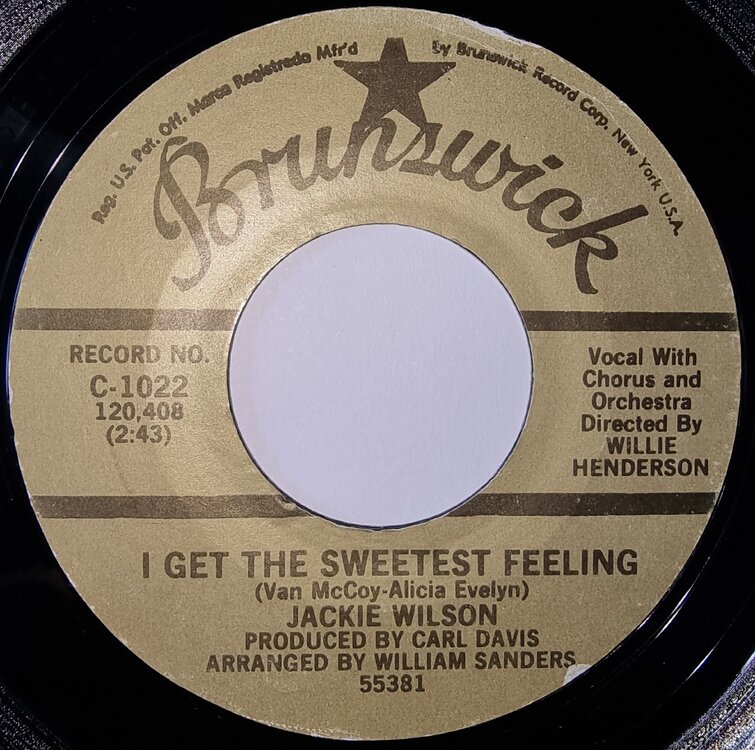 Reg. U.S. Pat. Off. Marca Registrada Mfr'd by Brunswick Record Corp. New York U.S.A.
Brunswick
RECORD NO.
C-1022
120,408
(2:43)
Vocal With
Chorus and
Orchestra
Directed By
WILLIE
HENDERSON
I GET THE SWEETEST FEELING
(Van McCoy-Alicia Evelyn)
JACKIE WILSON
PRODUCED BY CARL DAVIS
ARRANGED BY WILLIAM SANDERS
55381